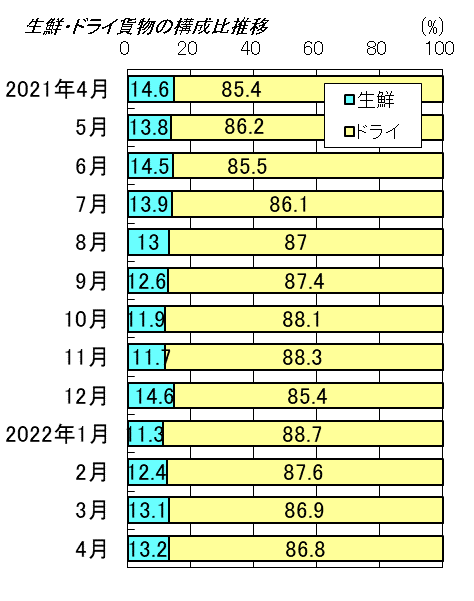 生鮮・ドライ貨物の構成比推移 (%)
0 20 40 60 80 100
生鮮
ドライ
2021年4月 14.6 85.4
5月 13.8 86.2
6月 14.5 85.5
7月 13.9 86.1
8月 13 87
9月 12.6 87.4
10月 11.9 88.1
11月 11.7 88.3
12月 14.6 85.4
2022年1月 11.3 88.7
2月 12.4 87.6
3月 13.1 86.9
4月 13.2 86.8